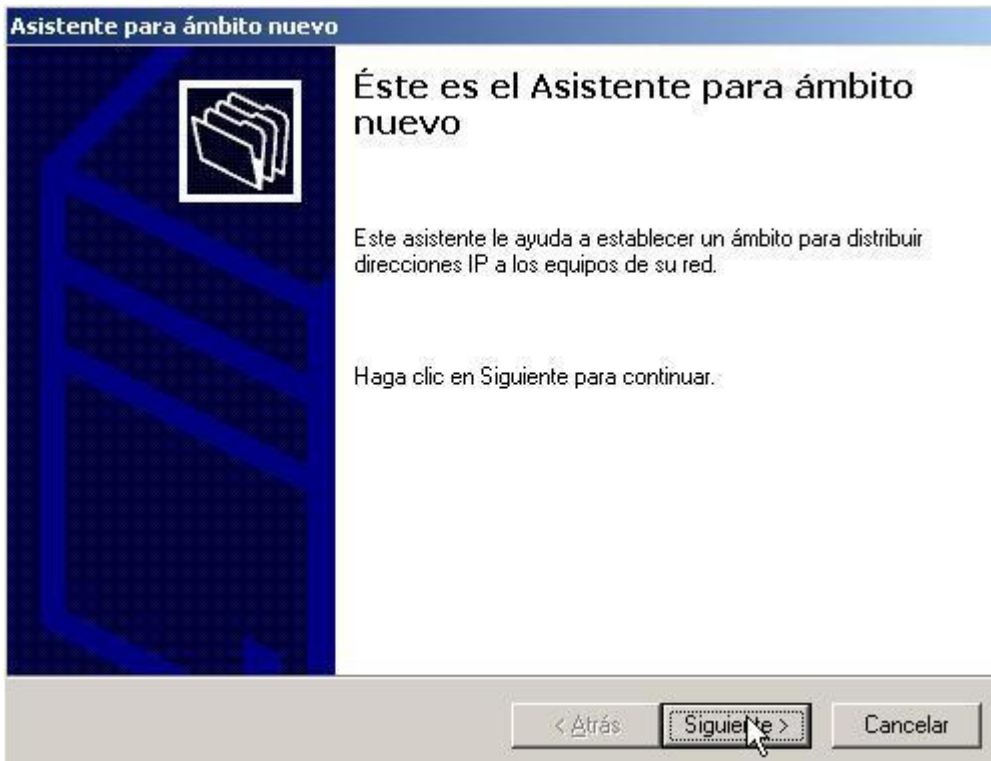 Asistente para ámbito nuevo
Éste es el Asistente para ámbito
nuevo
Este asistente le ayuda a establecer un ámbito para distribuir
direcciones IP a los equipos de su red.
Haga clic en Siguiente para continuar.
< Atrás
Siguiente >
Cancelar